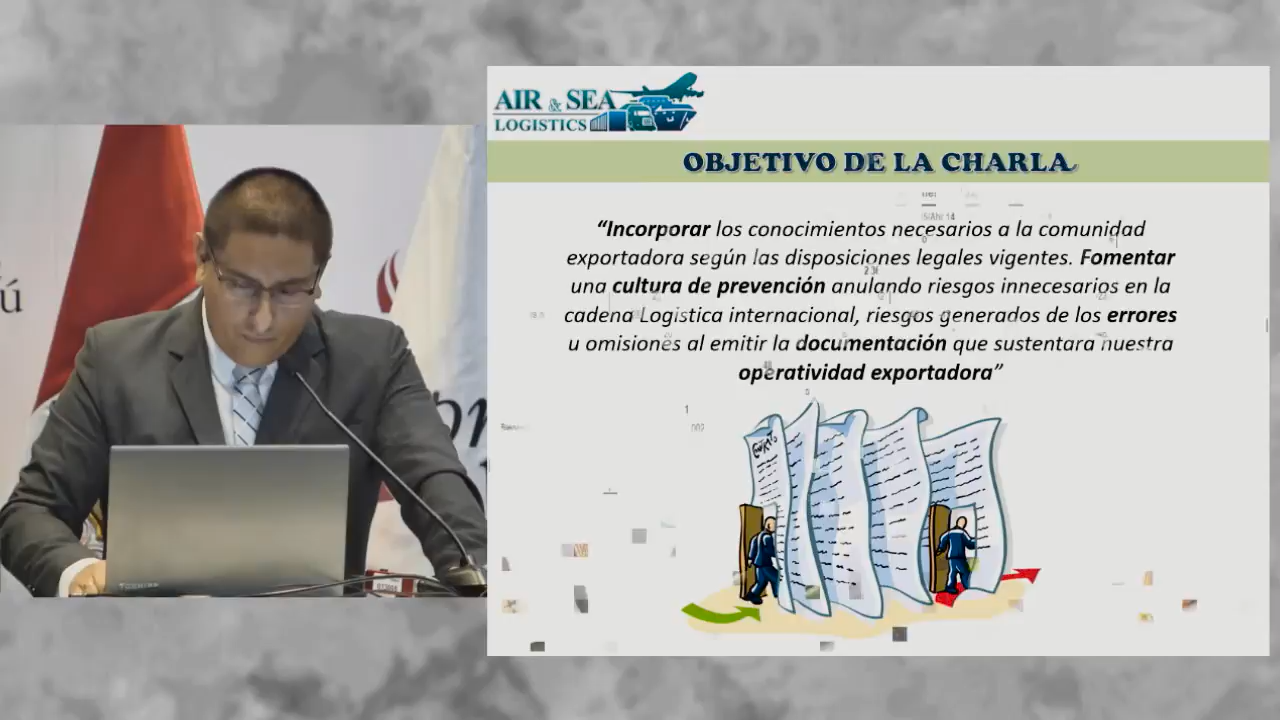 AIR & SEA
LOGISTICS
OBJETIVO DE LA CHARLA
“Incorporar los conocimientos necesarios a la comunidad
exportadora según las disposiciones legales vigentes. Fomentar
una cultura de prevención anulando riesgos innecesarios en la
cadena Logistica internacional, riesgos generados de los errores
u omisiones al emitir la documentación que sustentara nuestra
operatividad exportadora”
TOSHIBA